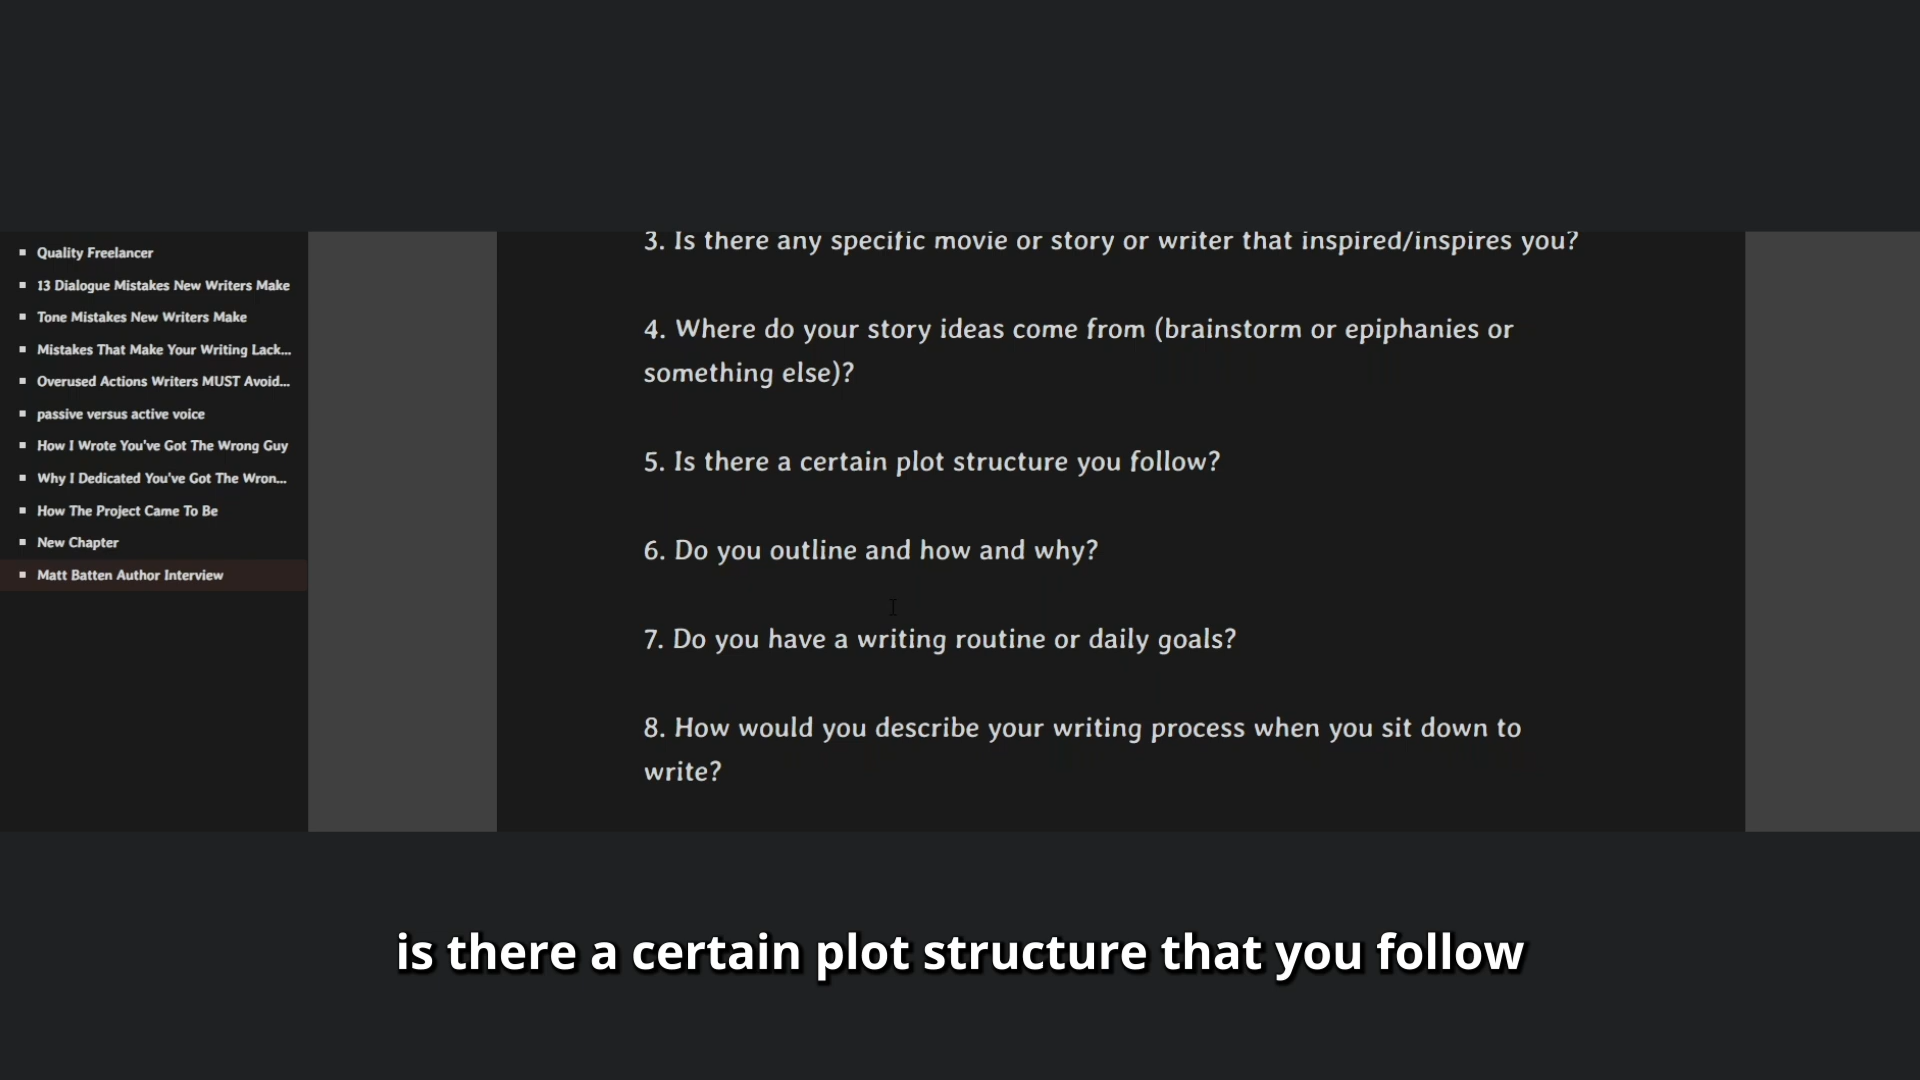 Quality Freelancer
13 Dialogue Mistakes New Writers Make
Tone Mistakes New Writers Make
Mistakes That Make Your Writing Lack...
Overused Actions Writers MUST Avoid...
passive versus active voice
How I Wrote You've Got The Wrong Guy
Why I Dedicated You've Got The Wron...
How The Project Came To Be
New Chapter
Matt Batten Author Interview
3. Is there any specific movie or story or writer that inspired/inspires you?
4. Where do your story ideas come from (brainstorm or epiphanies or
something else)?
5. Is there a certain plot structure you follow?
6. Do you outline and how and why?
7. Do you have a writing routine or daily goals?
8. How would you describe your writing process when you sit down to
write?
is there a certain plot structure that you follow